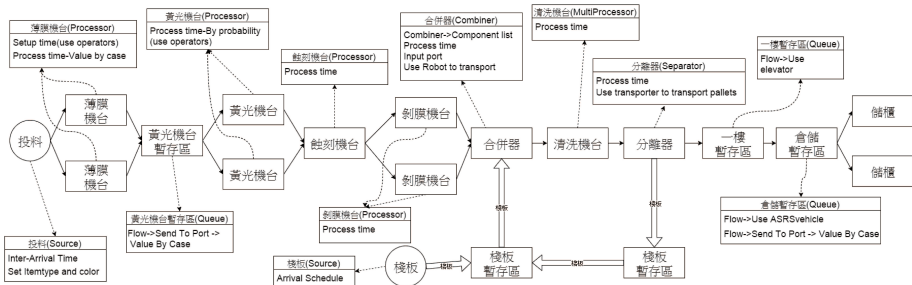 薄膜機台(Processor)
Setup time(use operators)
Process time-Value by case
黃光機台(Processor)
Process time-By probability
(use operators)
蝕刻機台(Processor)
Process time
合併器(Combiner)
Combiner->Component list
Process time
Input port
Use Robot to transport
清洗機台(MultiProcessor)
Process time
分離器(Separator)
Process time
Use transporter to transport pallets
一樓暫存區(Queue)
Flow->Use
elevator
投料
薄膜
機台
薄膜
機台
黃光機台
暫存區
黃光機台
黃光機台
蝕刻機台
剝膜機台
剝膜機台
合併器
清洗機台
分離器
一樓
暫存區
倉儲
暫存區
儲櫃
儲櫃
棧板
棧板
投料(Source)
Inter-Arrival Time
Set Itemtype and color
黃光機台暫存區(Queue)
Flow->Send To Port ->
Value By Case
剝膜機台(Processor)
Process time
棧板(Source)
Arrival Schedule
棧板
棧板
棧板
暫存區
棧板
棧板
暫存區
倉儲暫存區(Queue)
Flow->Use ASRSvehicle
Flow->Send To Port -> Value By Case